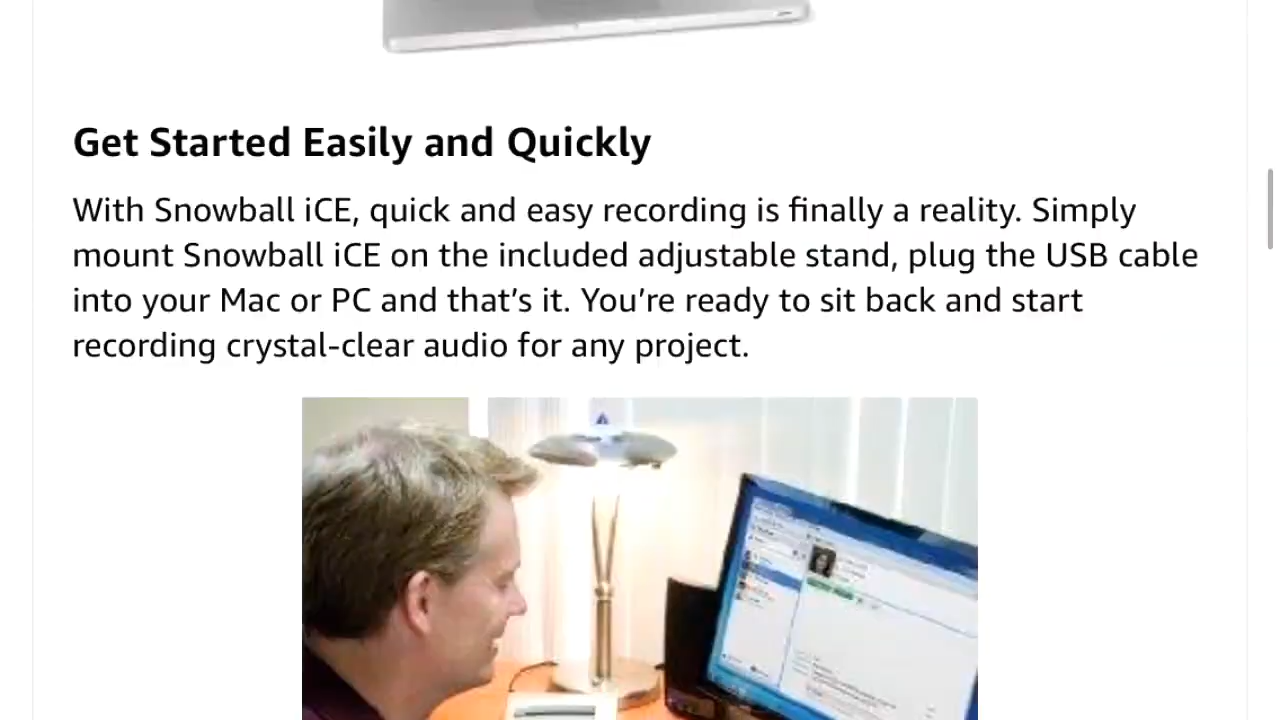 Get Started Easily and Quickly
With Snowball iCE, quick and easy recording is finally a reality. Simply
mount Snowball iCE on the included adjustable stand, plug the USB cable
into your Mac or PC and that’s it. You’re ready to sit back and start
recording crystal-clear audio for any project.